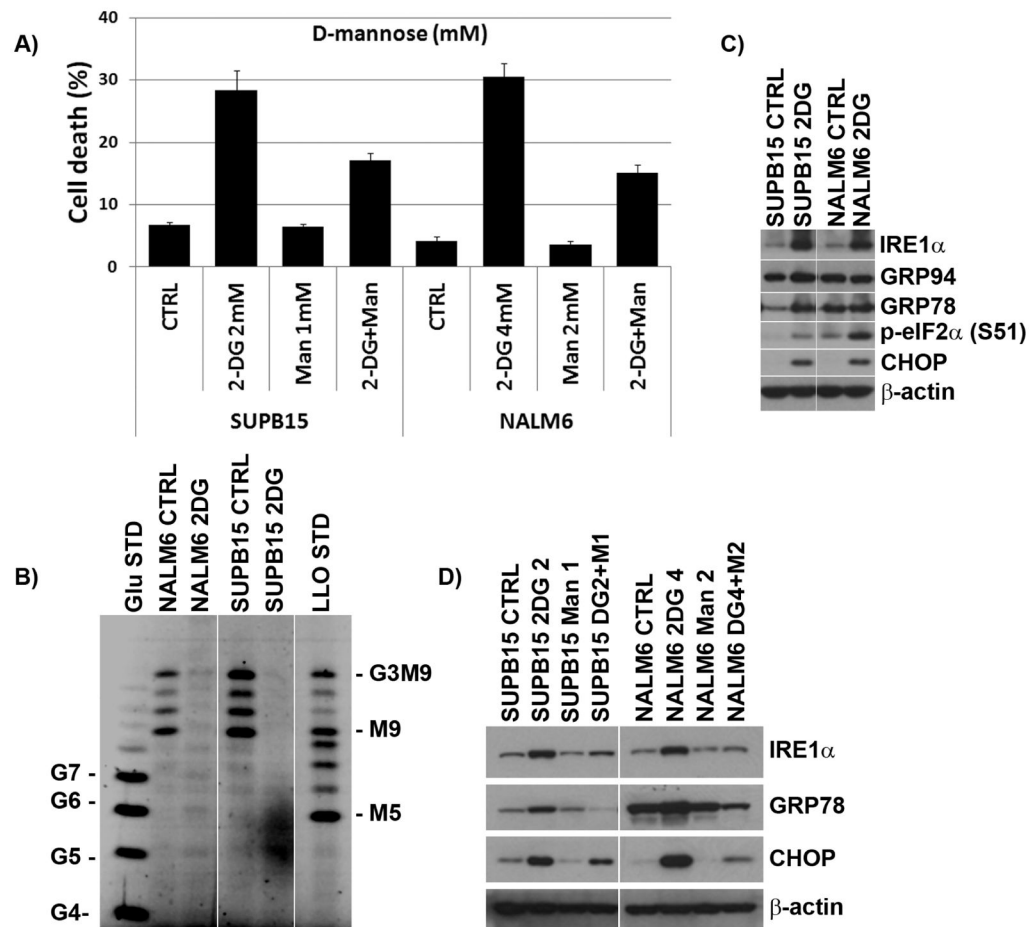 A)
D-mannose (mM)
Cell death (%)
40
30
20
10
0
CTRL
2-DG 2mM
Man 1mM
2-DG+Man
CTRL
2-DG 4mM
Man 2mM
2-DG+Man
SUPB15
NALM6
C)
SUPB15 CTRL
SUPB15 2DG
NALM6 CTRL
NALM6 2DG
IRE1α
GRP94
GRP78
p-eIF2α (S51)
CHOP
β-actin
B)
Glu STD
NALM6 CTRL
NALM6 2DG
SUPB15 CTRL
SUPB15 2DG
LLO STD
- G3M9
- M9
- M5
G7 -
G6 -
G5 -
G4-
D)
SUPB15 CTRL
SUPB15 2DG 2
SUPB15 Man 1
SUPB15 DG2+M1
NALM6 CTRL
NALM6 2DG 4
NALM6 Man 2
NALM6 DG4+M2
IRE1α
GRP78
CHOP
β-actin